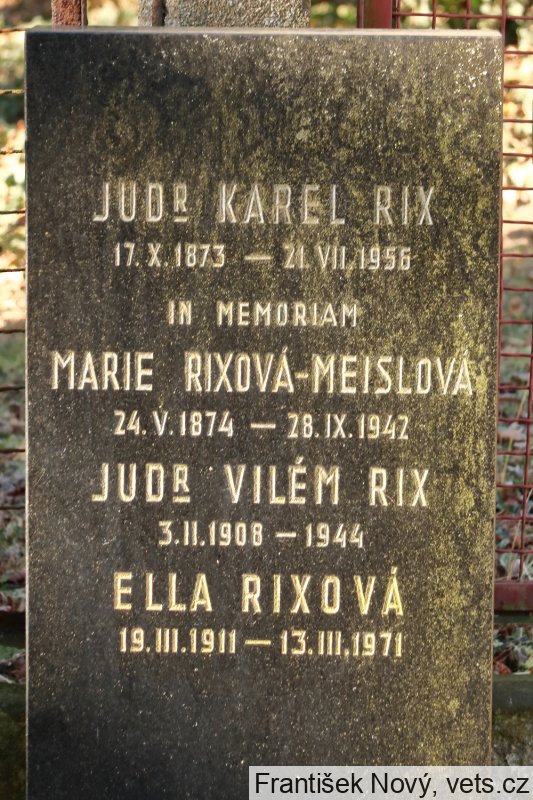 JUDR KAREL RIX
17. X. 1873 — 21. VII. 1956
IN MEMORIAM
MARIE RIXOVÁ-MEISLOVÁ
24. V. 1874 — 28. IX. 1942
JUDR VILÉM RIX
3. II. 1908 — 1944
ELLA RIXOVÁ
19. III. 1911 — 13. III. 1971
František Nový, vets.cz